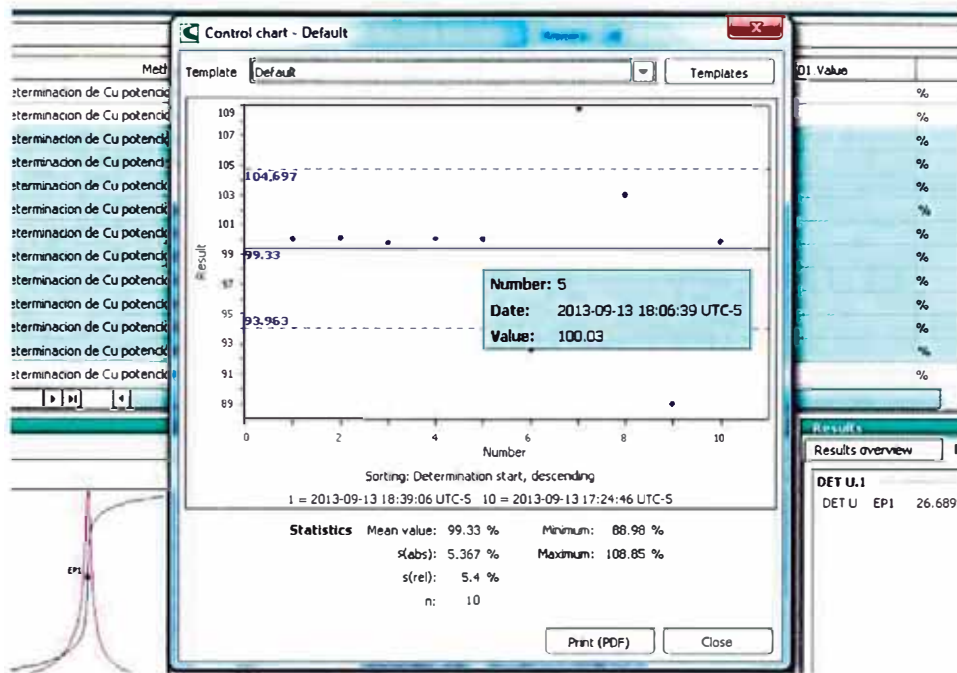 Control chart - Default
Template Default Templates
Meth
01.Value
etermination de Cu potencio %
eterminacion de Cu potencio %
eterminacion de Cu potencio %
eterminacion de Cu potencio %
eterminacion de Cu potencio %
eterminacion de Cu potencio %
eterminacion de Cu potencio %
eterminacion de Cu potencio %
eterminacion de Cu potencio %
eterminacion de Cu potencio %
eterminacion de Cu potencio %
eterminacion de Cu potencio %
eterminacion de Cu potencio %
109
107
105
104.697
103
101
99
99.33
97
95
93.963
93
91
89
Result
0 2 4 6 8 10
Number
Number: 5
Date: 2013-09-13 18:06:39 UTC-5
Value: 100.03
Sorting: Determination start, descending
1 = 2013-09-13 18:39:06 UTC-5 10 = 2013-09-13 17:24:46 UTC-5
Statistics Mean value: 99.33 % Minimum: 88.98 %
s(abs): 5.367 % Maximum: 108.85 %
s(rel): 5.4 %
n: 10
Print (PDF) Close
EP1
Results
Results overview
DET U.1
DET U EP1 26.689